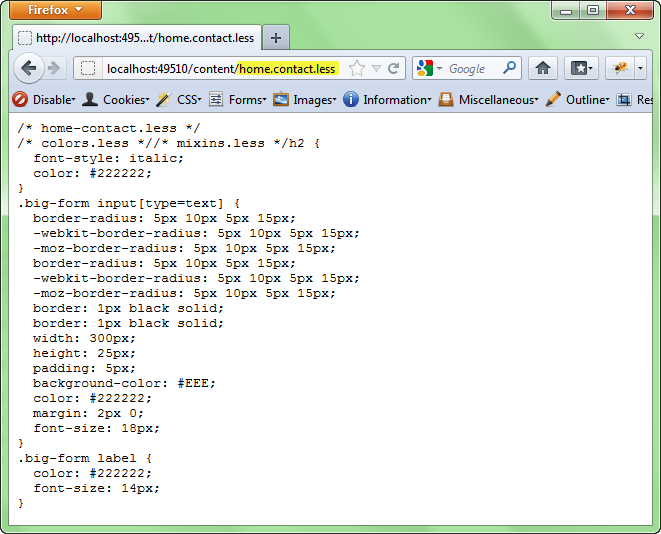 Firefox
http://localhost:495...t/home.contact.less
localhost:49510/content/home.contact.less
Google
Disable Cookies CSS Forms Images Information Miscellaneous Outline Res
/* home-contact.less */
/* colors.less *//* mixins.less */h2 {
  font-style: italic;
  color: #222222;
}
.big-form input[type=text] {
  border-radius: 5px 10px 5px 15px;
  -webkit-border-radius: 5px 10px 5px 15px;
  -moz-border-radius: 5px 10px 5px 15px;
  border-radius: 5px 10px 5px 15px;
  -webkit-border-radius: 5px 10px 5px 15px;
  -moz-border-radius: 5px 10px 5px 15px;
  border: 1px black solid;
  border: 1px black solid;
  width: 300px;
  height: 25px;
  padding: 5px;
  background-color: #EEE;
  color: #222222;
  margin: 2px 0;
  font-size: 18px;
}
.big-form label {
  color: #222222;
  font-size: 14px;
}